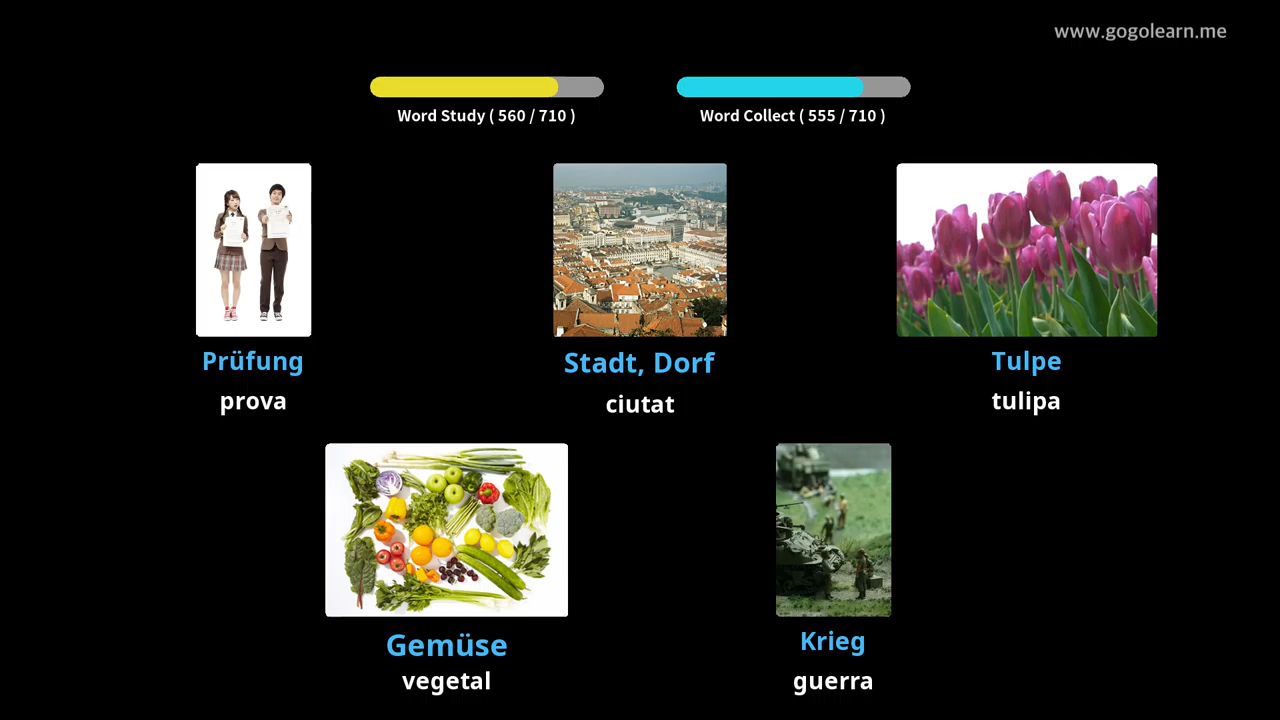 www.gogolearn.me
Word Study ( 560 / 710 )
Word Collect ( 555 / 710 )
Prüfung
prova
Stadt, Dorf
ciutat
Tulpe
tulipa
Gemüse
vegetal
Krieg
guerra